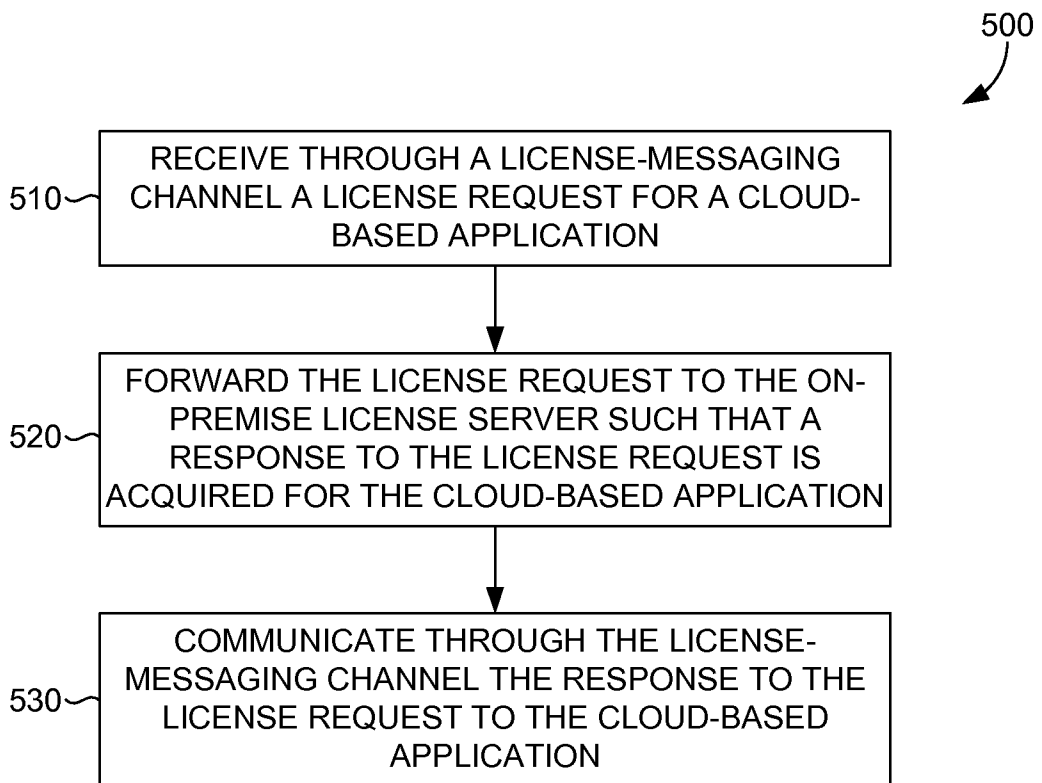 500
RECEIVE THROUGH A LICENSE-MESSAGING
CHANNEL A LICENSE REQUEST FOR A CLOUD-
BASED APPLICATION
510
FORWARD THE LICENSE REQUEST TO THE ON-
PREMISE LICENSE SERVER SUCH THAT A
RESPONSE TO THE LICENSE REQUEST IS
ACQUIRED FOR THE CLOUD-BASED APPLICATION
520
COMMUNICATE THROUGH THE LICENSE-
MESSAGING CHANNEL THE RESPONSE TO THE
LICENSE REQUEST TO THE CLOUD-BASED
APPLICATION
530